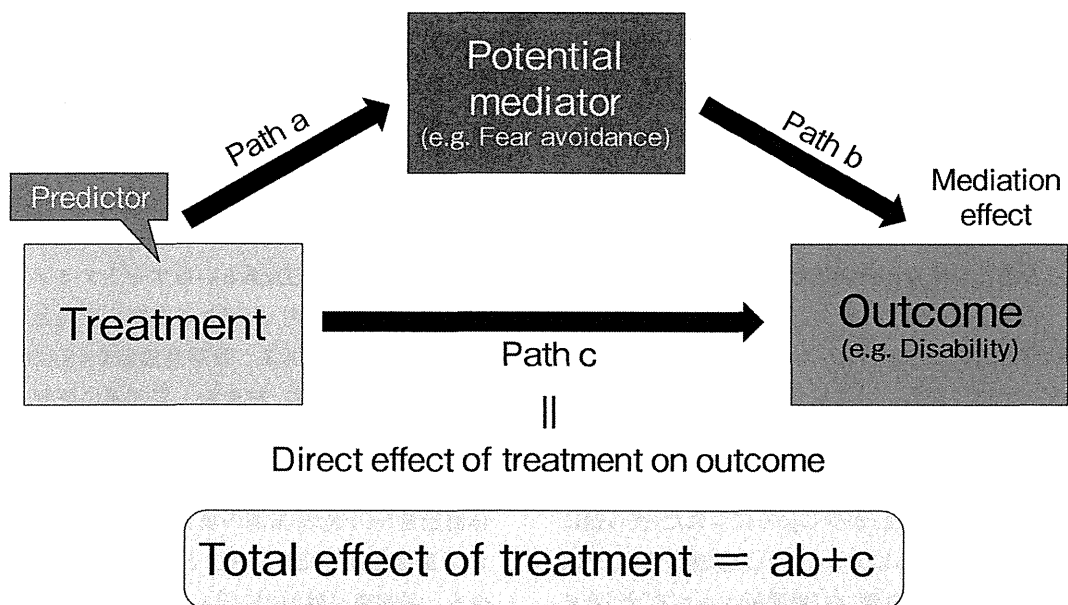 Potential
mediator
(e.g. Fear avoidance)
Path a
Path b
Predictor
Mediation
effect
Treatment
Outcome
(e.g. Disability)
Path c
||
Direct effect of treatment on outcome
Total effect of treatment = ab+c